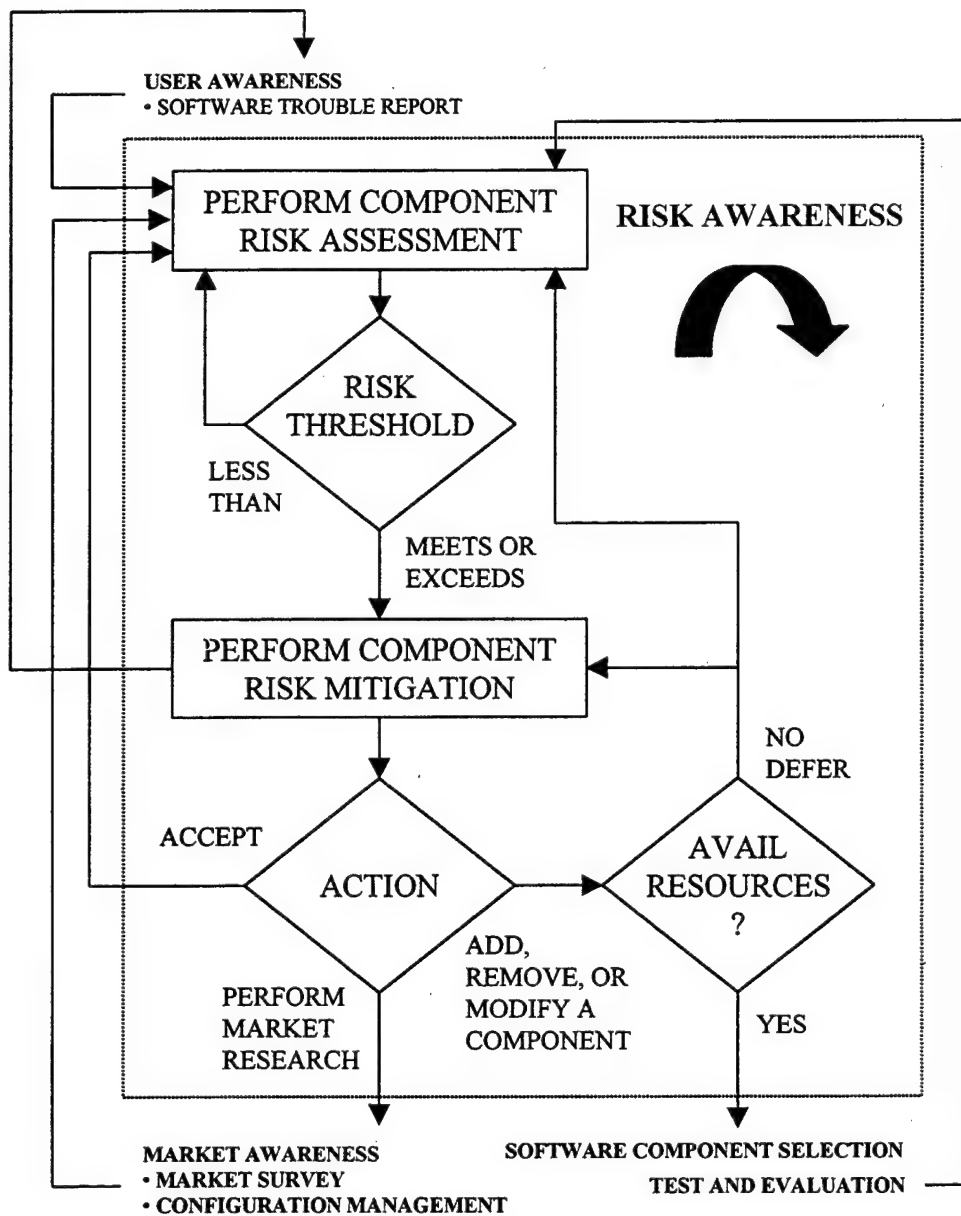 USER AWARENESS
• SOFTWARE TROUBLE REPORT
PERFORM COMPONENT
RISK ASSESSMENT
RISK AWARENESS
RISK
THRESHOLD
LESS
THAN
MEETS OR
EXCEEDS
PERFORM COMPONENT
RISK MITIGATION
NO
DEFER
ACCEPT
ACTION
AVAIL
RESOURCES
?
ADD,
REMOVE, OR
MODIFY A
COMPONENT
PERFORM
MARKET
RESEARCH
YES
MARKET AWARENESS
• MARKET SURVEY
• CONFIGURATION MANAGEMENT
SOFTWARE COMPONENT SELECTION
TEST AND EVALUATION